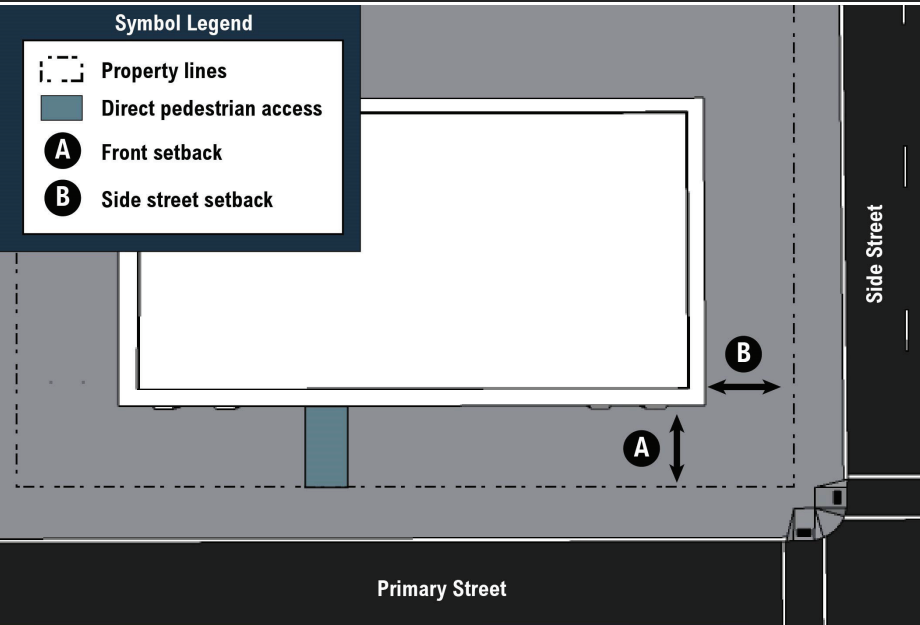 Symbol Legend
Property lines
Direct pedestrian access
A Front setback
B Side street setback
Side Street
B
A
Primary Street